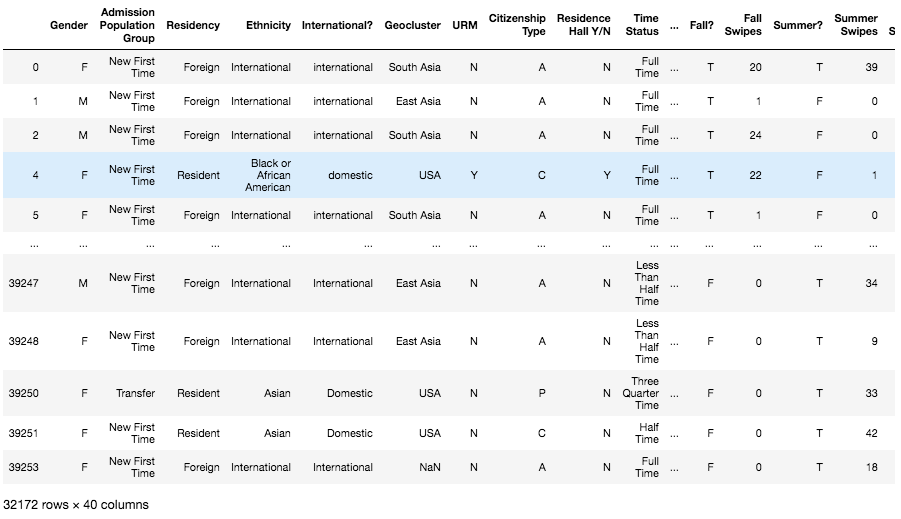 Gender Admission Population Group Residency Ethnicity International? Geocluster URM Citizenship Type Residence Hall Y/N Time Status ... Fall? Fall Swipes Summer? Summer Swipes S
0 F New First Time Foreign International international South Asia N A N Full Time ... T 20 T 39
1 M New First Time Foreign International international East Asia N A N Full Time ... T 1 F 0
2 M New First Time Foreign International international South Asia N A N Full Time ... T 24 F 0
4 F New First Time Resident Black or African American domestic USA Y C Y Full Time ... T 22 F 1
5 F New First Time Foreign International international South Asia N A N Full Time ... T 1 F 0
... ... ... ... ... ... ... ... ... ... ... ... ... ... ... ...
39247 M New First Time Foreign International International East Asia N A N Less Than Half Time ... F 0 T 34
39248 F New First Time Foreign International International East Asia N A N Less Than Half Time ... F 0 T 9
39250 F Transfer Resident Asian Domestic USA N P N Three Quarter Time ... F 0 T 33
39251 F New First Time Resident Asian Domestic USA N C N Half Time ... F 0 T 42
39253 F New First Time Foreign International International NaN N A N Full Time ... F 0 T 18
32172 rows × 40 columns